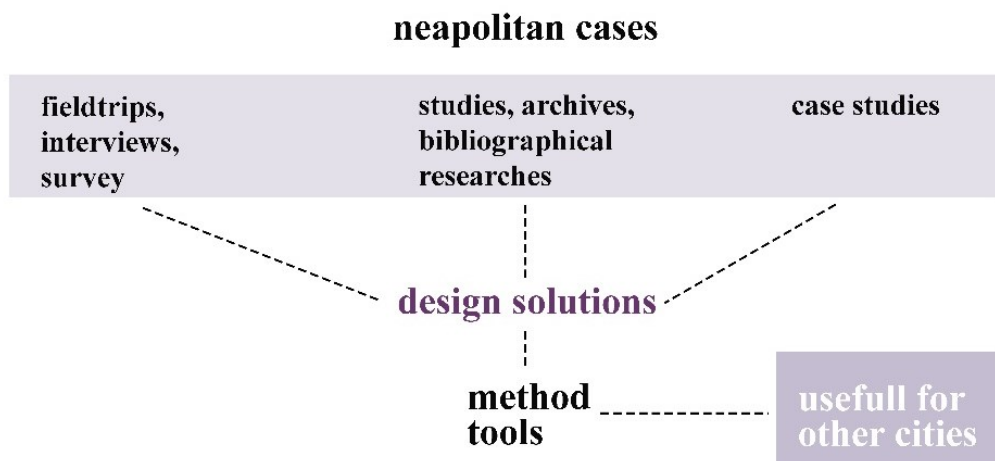 neapolitan cases
fieldtrips,
interviews,
survey
studies, archives,
bibliographical
researches
case studies
design solutions
method
tools
usefull for
other cities